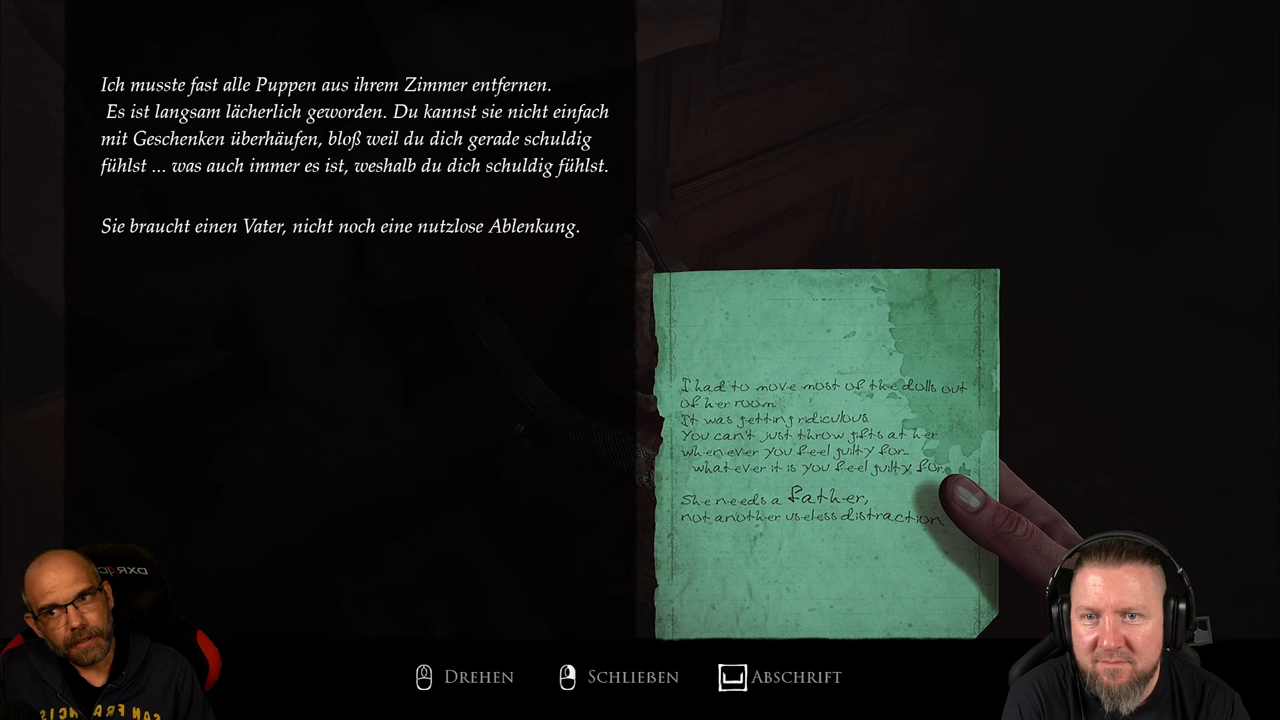 Ich musste fast alle Puppen aus ihrem Zimmer entfernen.
Es ist langsam lächerlich geworden. Du kannst sie nicht einfach
mit Geschenken überhäufen, bloß weil du dich gerade schuldig
fühlst ... was auch immer es ist, weshalb du dich schuldig fühlst.
Sie braucht einen Vater, nicht noch eine nutzlose Ablenkung.
I had to move most of the dolls out
of her room.
It was getting ridiculous.
You can't just throw gifts at her
whenever you feel guilty for...
whatever it is you feel guilty for.
She needs a father,
not another useless distraction.
DREHEN
SCHLIEẞEN
ABSCHRIFT
DXR
SAN FRANCIS